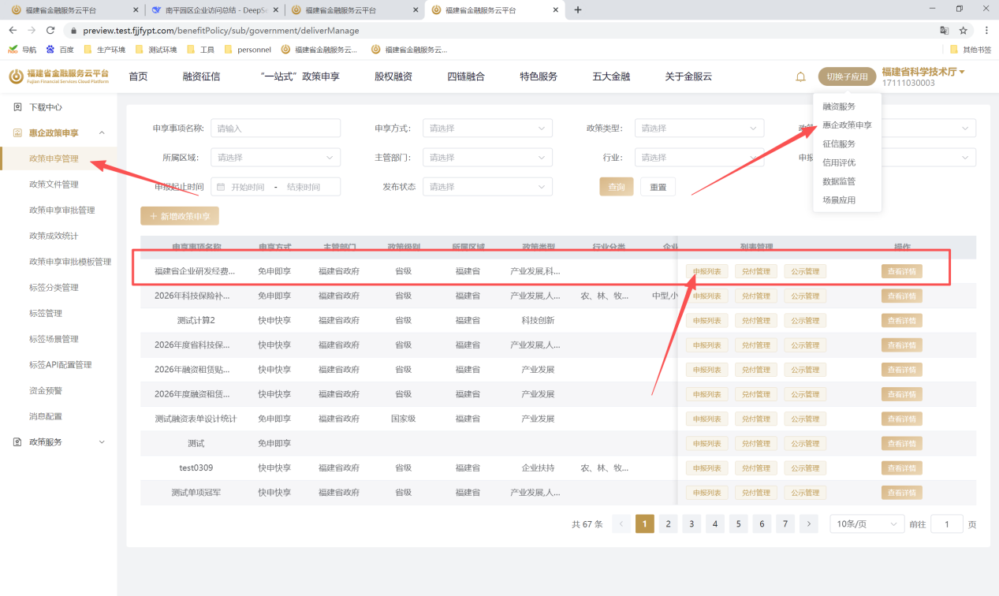 福建省金融服务云平台
南平园区企业访问总结 - DeepSe
福建省金融服务云平台
福建省金融服务云平台
preview.test.fjjfypt.com/benefitPolicy/sub/government/deliverManage
导航 百度 生产环境 测试环境 工具 personnel 福建省金融服务云... 福建省金融服务云... 其他书签
福建省金融服务云平台
Fujian Financial Services Cloud Platform
首页 融资征信 “一站式”政策申享 股权融资 四链融合 特色服务 五大金融 关于金服云
切换子应用
福建省科学技术厅
17111030003
融资服务
惠企政策申享
征信服务
信用评优
数据监管
场景应用
下载中心
惠企政策申享
政策申享管理
政策文件管理
政策申享审批管理
政策成效统计
政策申享审批模板管理
标签分类管理
标签管理
标签场景管理
标签API配置管理
资金预警
消息配置
政策服务
申享事项名称: 请输入 申享方式: 请选择 政策类型: 请选择
所属区域: 请选择 主管部门: 请选择 行业: 请选择 申报
申报起止时间 开始时间 - 结束时间 发布状态 请选择 查询 重置
+ 新增政策申享
申享事项名称 申享方式 主管部门 政策级别 所属区域 政策类型 行业分类 企业 列表管理 操作
福建省企业研发经费... 免申即享 福建省政府 省级 福建省 产业发展,科... 申报列表 兑付管理 公示管理 查看详情
2026年科技保险补... 免申即享 福建省政府 省级 福建省 产业发展,人... 农、林、牧... 中型,小 申报列表 兑付管理 公示管理 查看详情
测试计算2 快申快享 福建省政府 省级 福建省 科技创新 申报列表 兑付管理 公示管理 查看详情
2026年度省科技保... 快申快享 福建省政府 省级 福建省 产业发展,人... 申报列表 兑付管理 公示管理 查看详情
2026年融资租赁贴... 快申快享 福建省政府 省级 福建省 产业发展 申报列表 兑付管理 公示管理 查看详情
2026年度融资租赁... 快申快享 福建省政府 省级 福建省 产业发展 申报列表 兑付管理 公示管理 查看详情
测试融资表单设计统计 免申即享 福建省政府 国家级 福建省 产业发展 申报列表 兑付管理 公示管理 查看详情
测试 免申即享 申报列表 兑付管理 公示管理 查看详情
test0309 快申快享 福建省政府 省级 福建省 企业扶持 农、林、牧... 申报列表 兑付管理 公示管理 查看详情
测试单项冠军 快申快享 福建省政府 省级 福建省 产业发展,人... 申报列表 兑付管理 公示管理 查看详情
共 67 条 1 2 3 4 5 6 7 10条/页 前往 1 页